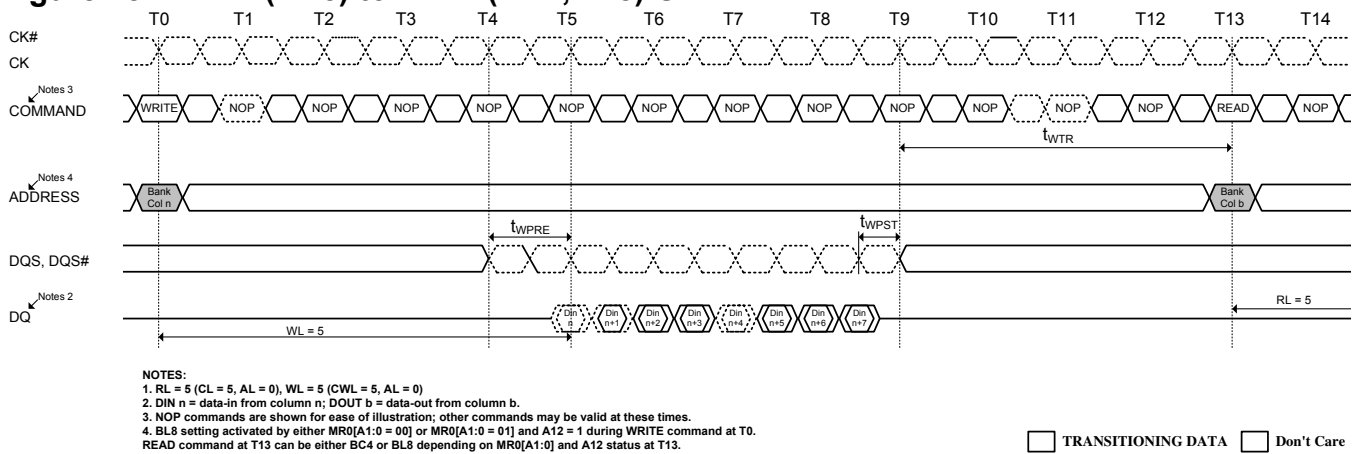 Figure to
T0 T1 T2 T3 T4 T5 T6 T7 T8 T9 T10 T11 T12 T13 T14
CK#
CK
Notes 3
COMMAND
WRITE NOP NOP NOP NOP NOP NOP NOP NOP NOP NOP NOP NOP READ NOP
tWTR
Notes 4
ADDRESS
Bank Bank
Col n Col b
tWPRE tWPST
DQS, DQS#
Notes 2
DQ
Din Din Din Din Din Din Din Din
n n+1 n+2 n+3 n+4 n+5 n+6 n+7
WL = 5
RL = 5
NOTES:
1. RL = 5 (CL = 5, AL = 0), WL = 5 (CWL = 5, AL = 0)
2. DIN n = data-in from column n; DOUT b = data-out from column b.
3. NOP commands are shown for ease of illustration; other commands may be valid at these times.
4. BL8 setting activated by either MR0[A1:0 = 00] or MR0[A1:0 = 01] and A12 = 1 during WRITE command at T0.
READ command at T13 can be either BC4 or BL8 depending on MR0[A1:0] and A12 status at T13.
TRANSITIONING DATA Don't Care